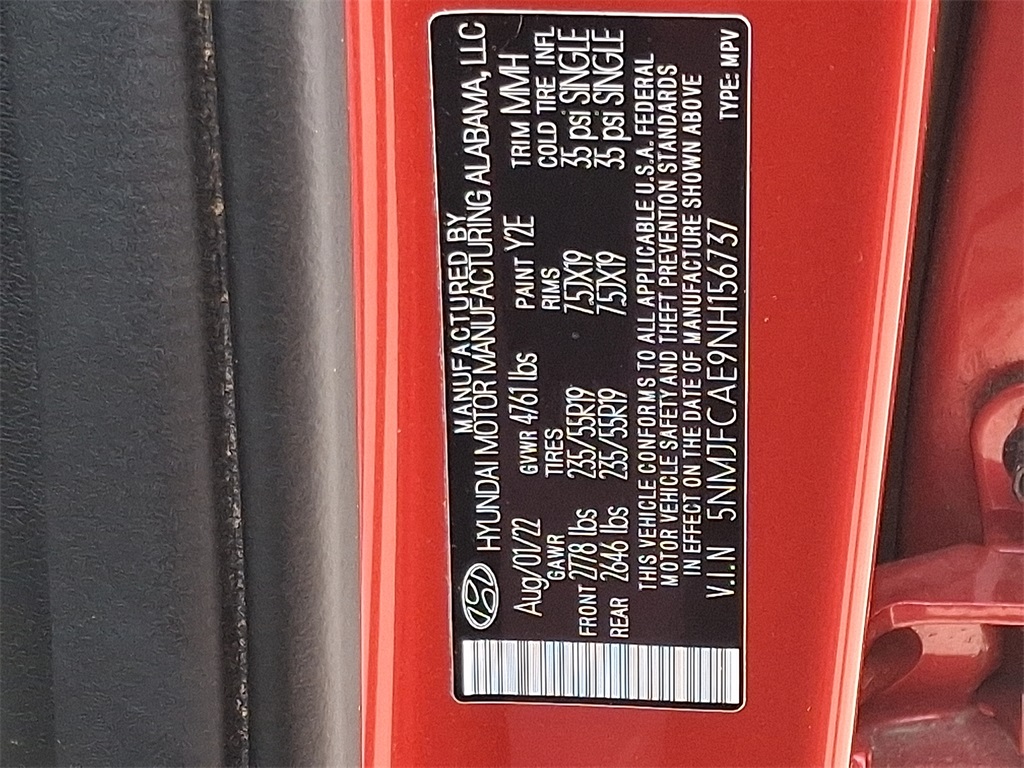 MANUFACTURED BY
HYUNDAI MOTOR MANUFACTURING ALABAMA, LLC
Aug/01/22 GVWR 4761 lbs PAINT Y2E TRIM MMH
GAWR TIRES RIMS COLD TIRE INFL
FRONT 2778 lbs 235/55R19 7.5JX19 35 psi SINGLE
REAR 2646 lbs 235/55R19 7.5JX19 35 psi SINGLE
THIS VEHICLE CONFORMS TO ALL APPLICABLE U.S.A. FEDERAL
MOTOR VEHICLE SAFETY AND THEFT PREVENTION STANDARDS
IN EFFECT ON THE DATE OF MANUFACTURE SHOWN ABOVE
V.I.N 5NMJFCAE9NH156737 TYPE: MPV